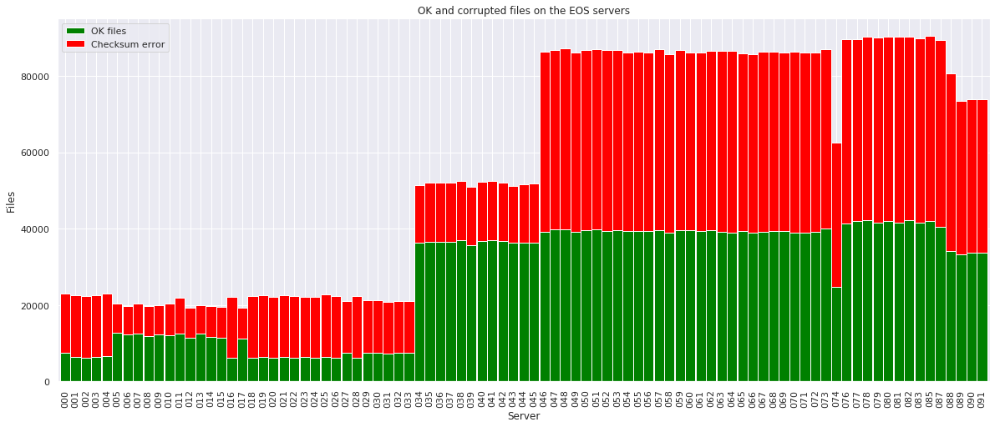 OK and corrupted files on the EOS servers
OK files
Checksum error
80000
60000
40000
20000
0
Files
000 001 002 003 004 005 006 007 008 009 010 011 012 013 014 015 016 017 018 019 020 021 022 023 024 025 026 027 028 029 030 031 032 033 034 035 036 037 038 039 040 041 042 043 044 045 046 047 048 049 050 051 052 053 054 055 056 057 058 059 060 061 062 063 064 065 066 067 068 069 070 071 072 073 074 076 077 078 079 080 081 082 083 085 087 088 089 090 091
Server